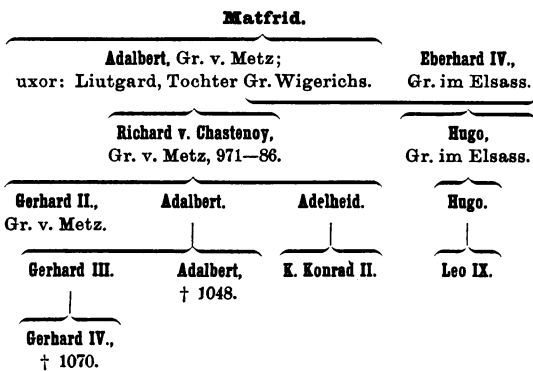 Matfrid.
Adalbert, Gr. v. Metz;
uxor: Liutgard, Tochter Gr. Wigerichs.
Eberhard IV.,
Gr. im Elsass.
Richard v. Chastenoy,
Gr. v. Metz, 971—86.
Hugo,
Gr. im Elsass.
Gerhard II.,
Gr. v. Metz.
Adalbert.
Adelheid.
Hugo.
Gerhard III.
Adalbert,
† 1048.
K. Konrad II.
Leo IX.
Gerhard IV.,
† 1070.